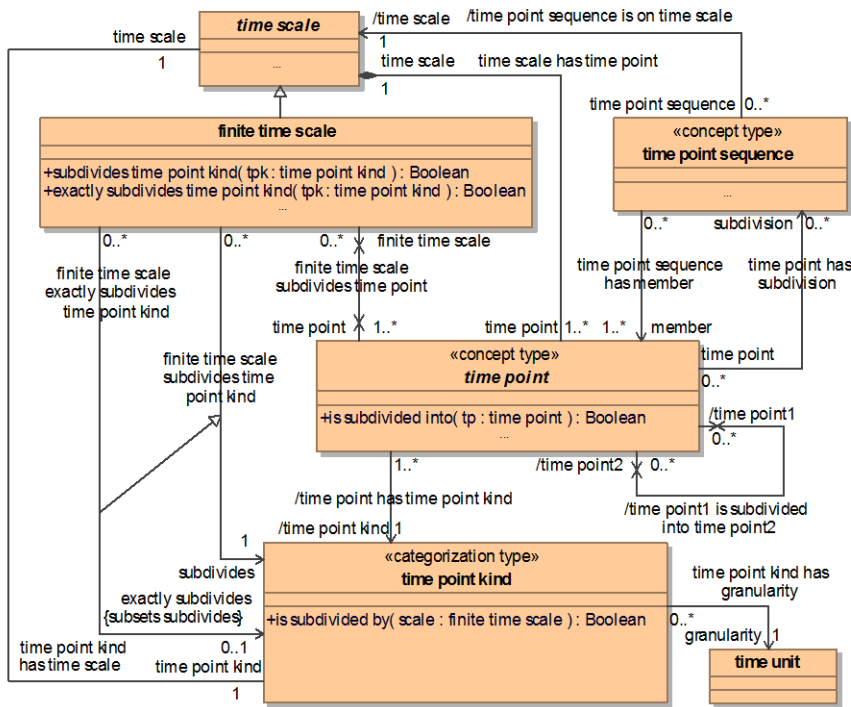 time scale
...
/time scale
1
/time point sequence is on time scale
time scale
1
time scale
1
time scale has time point
finite time scale
+subdivides time point kind( tpk : time point kind ) : Boolean
+exactly subdivides time point kind( tpk : time point kind ) : Boolean
...
time point sequence
0..*
«concept type»
time point sequence
...
0..*
0..*
0..*
finite time scale
0..*
subdivision
0..*
finite time scale
exactly subdivides
time point kind
finite time scale
subdivides time point
time point sequence
has member
time point has
subdivision
time point
1..*
time point
1..*
1..*
member
finite time scale
subdivides time
point kind
«concept type»
time point
+is subdivided into( tp : time point ) : Boolean
...
time point
0..*
/time point1
0..*
1..*
/time point2
0..*
/time point has time point kind
/time point1 is subdivided
into time point2
/time point kind
1
1
subdivides
«categorization type»
time point kind
+is subdivided by( scale : finite time scale ) : Boolean
exactly subdivides
{subsets subdivides}
0..1
time point kind has
granularity
0..*
granularity
1
time point kind
has time scale
time point kind
1
time unit